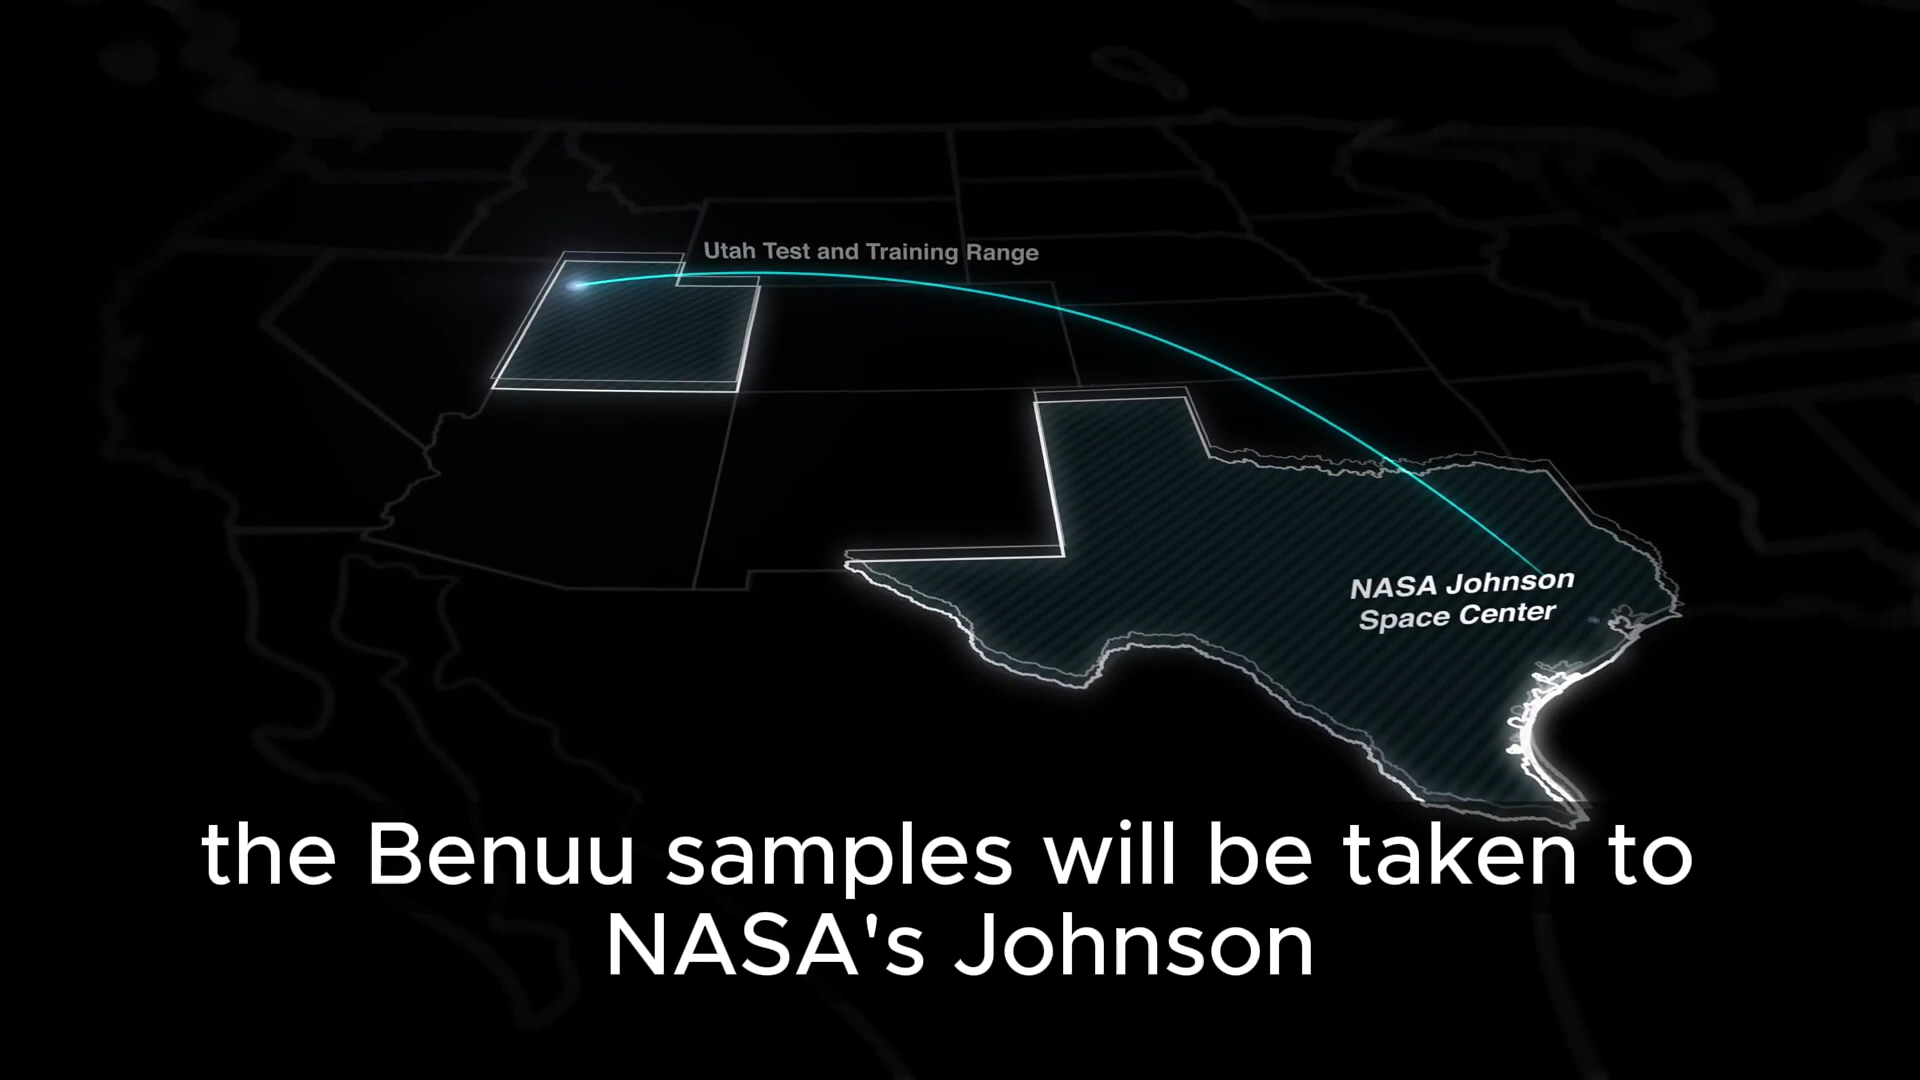 Utah Test and Training Range
NASA Johnson
Space Center
the Benuu samples will be taken to
NASA's Johnson